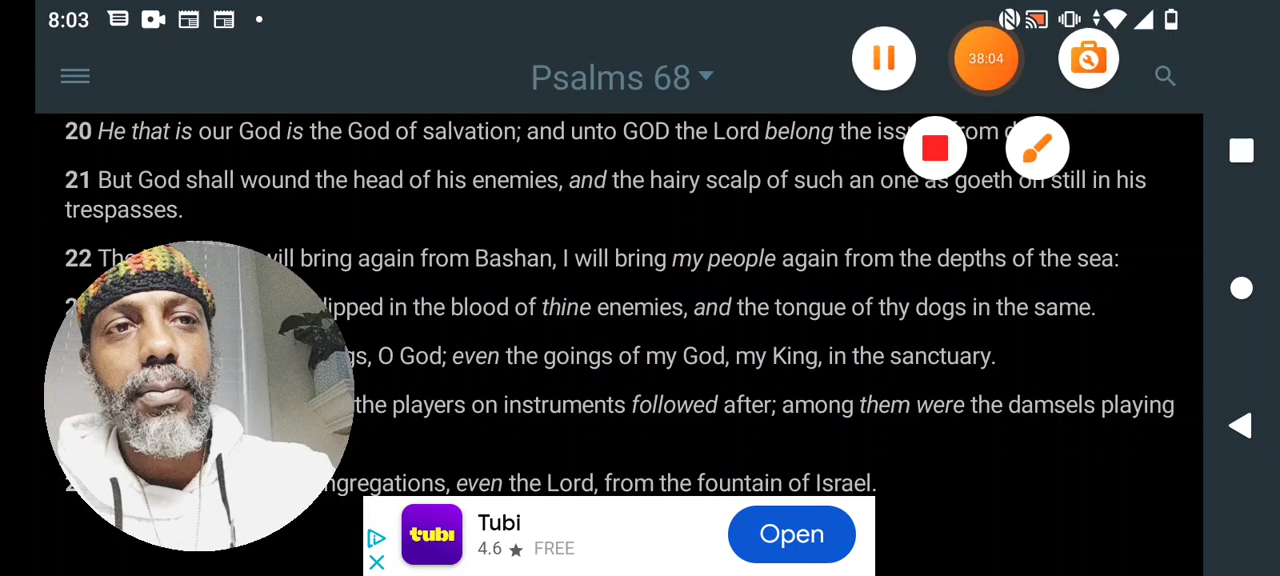 8:03
38:04
Psalms 68
20 He that is our God is the God of salvation; and unto GOD the Lord belong the
21 But God shall wound the head of his enemies, and the hairy scalp of such an one as goeth on still in his
trespasses.
22 will bring again from Bashan, I will bring my people again from the depths of the sea:
in the blood of thine enemies, and the tongue of thy dogs in the same.
O God; even the goings of my God, my King, in the sanctuary.
the players on instruments followed after; among them were the damsels playing
even the Lord, from the fountain of Israel.
tubi
Tubi
4.6 ★ FREE
Open